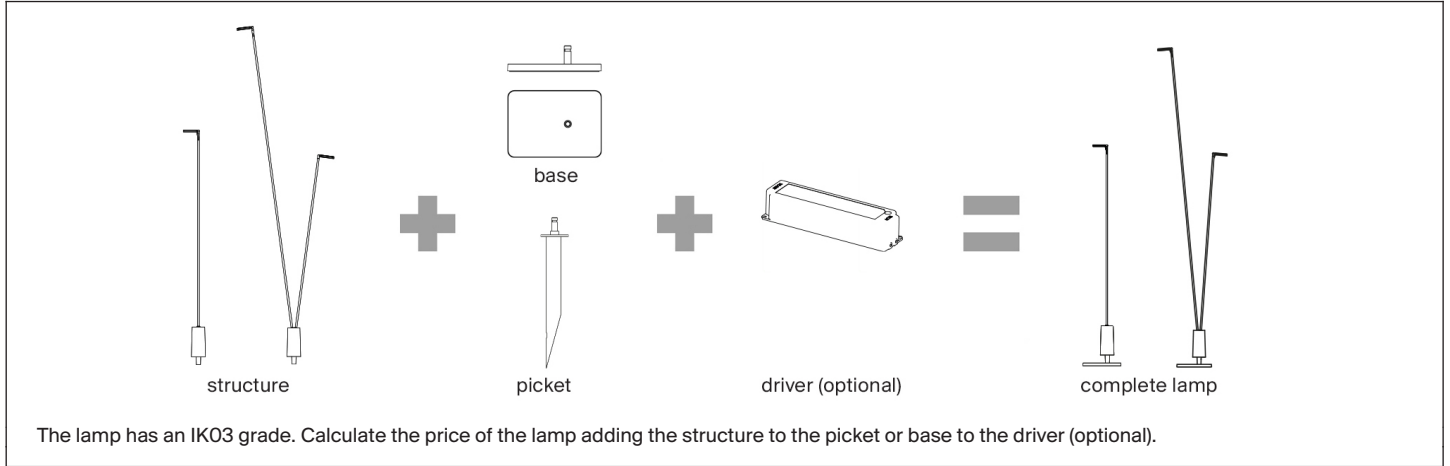 base
structure
picket
driver (optional)
complete lamp
The lamp has an IK03 grade. Calculate the price of the lamp adding the structure to the picket or base to the driver (optional).